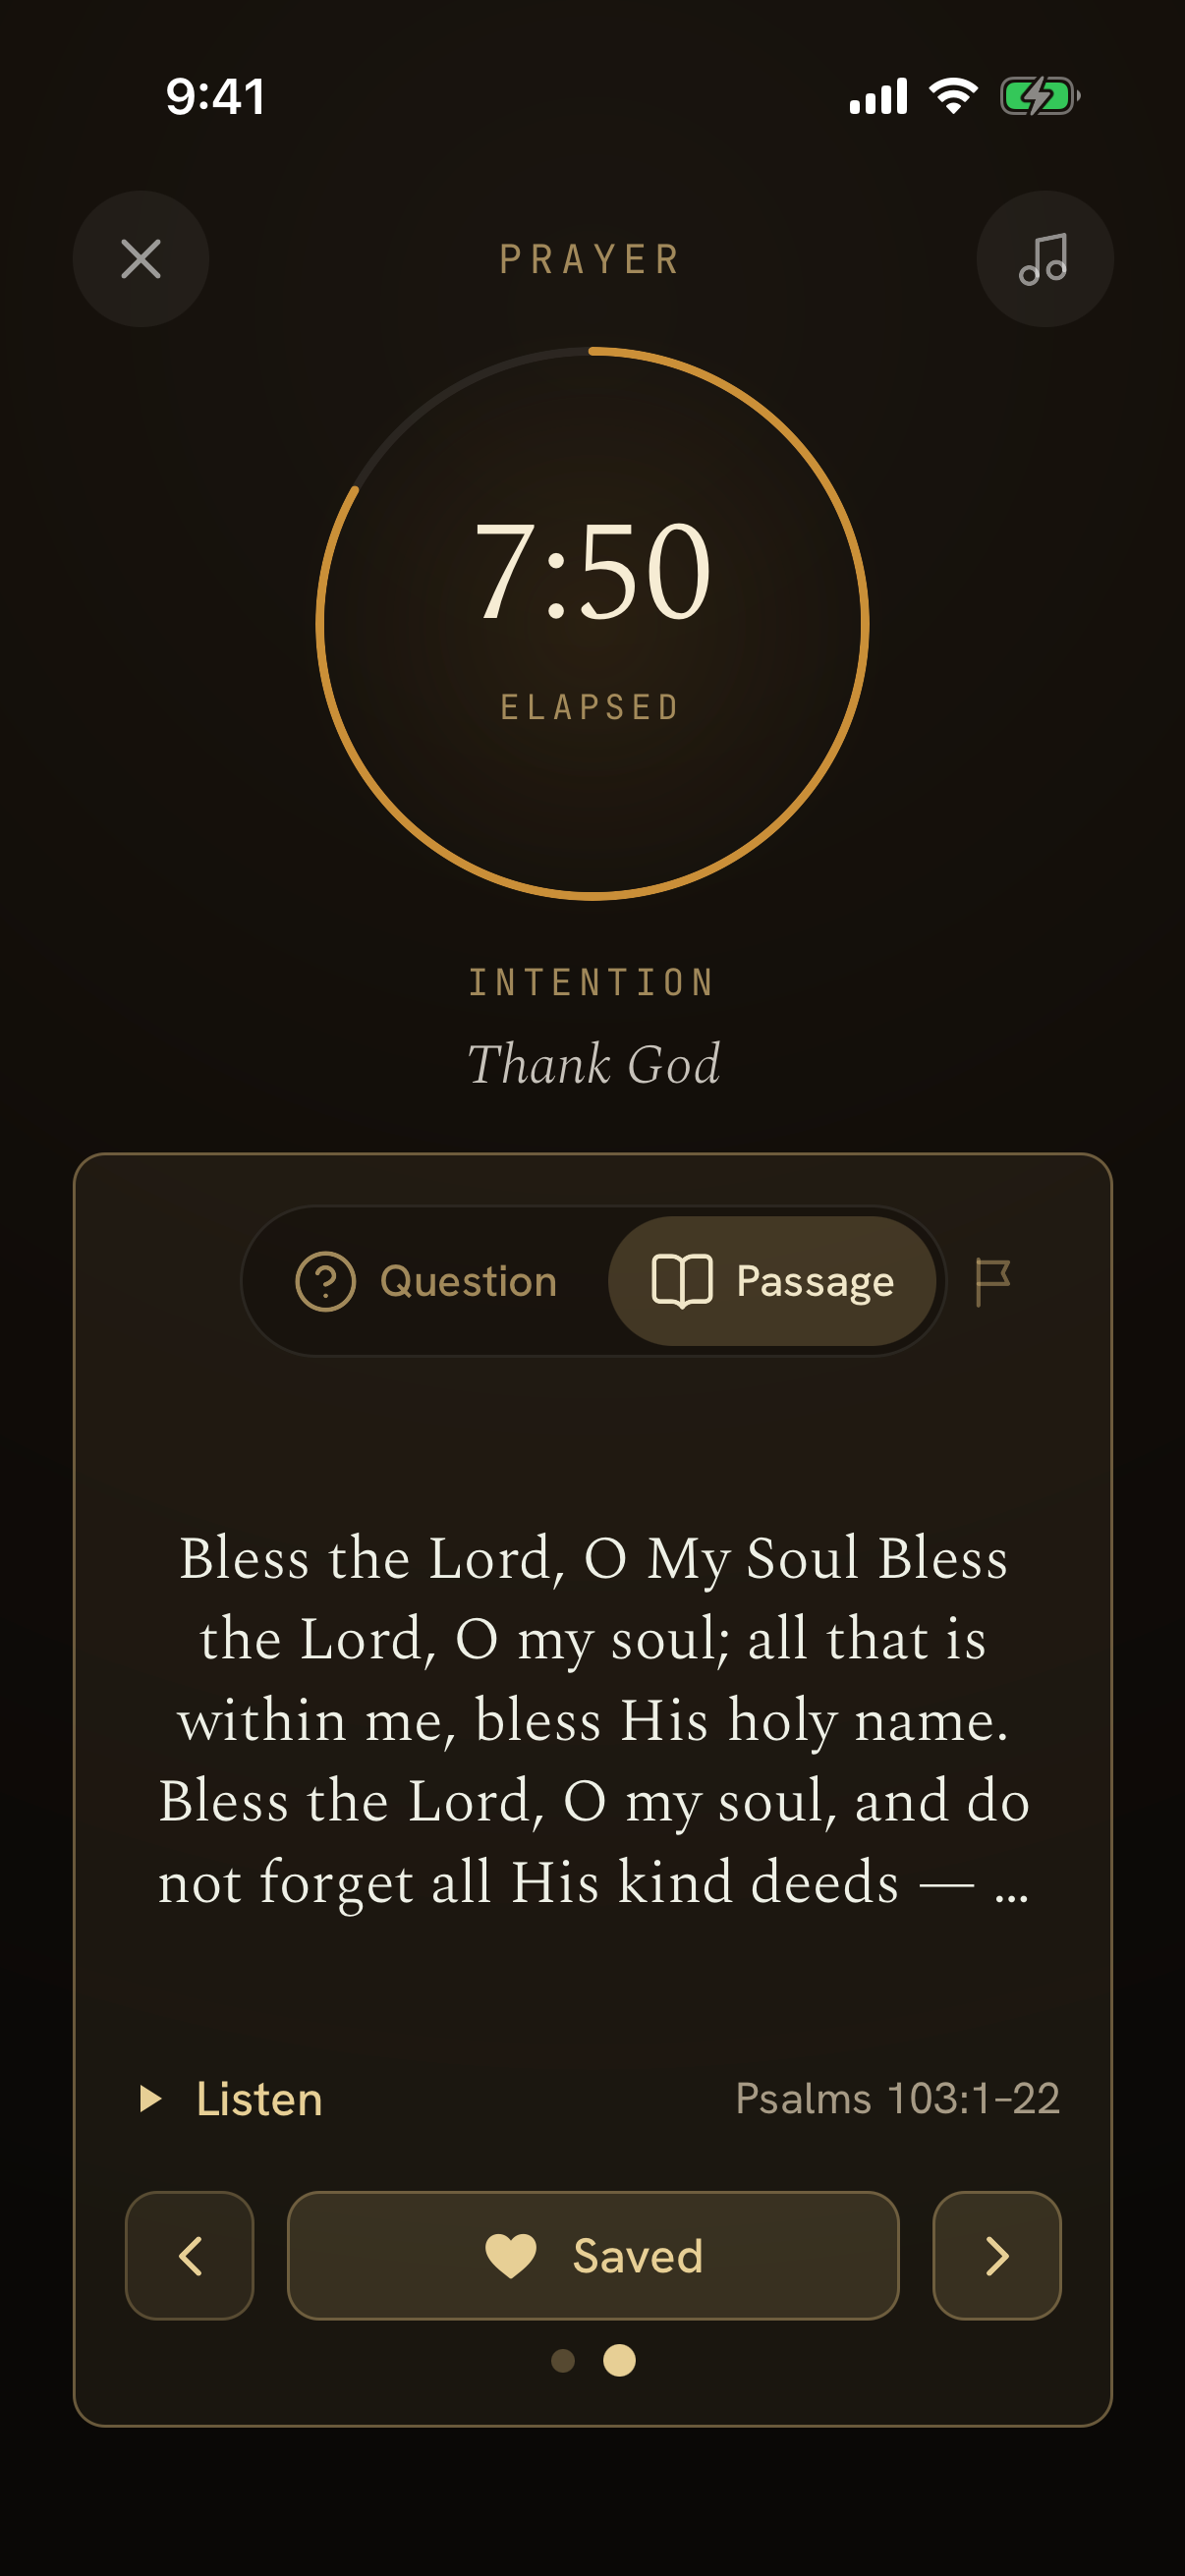 9:41
PRAYER
7:50
ELAPSED
INTENTION
Thank God
Question
Passage
Bless the Lord, O My Soul Bless
the Lord, O my soul; all that is
within me, bless His holy name.
Bless the Lord, O my soul, and do
not forget all His kind deeds — ...
Listen
Psalms 103:1–22
Saved